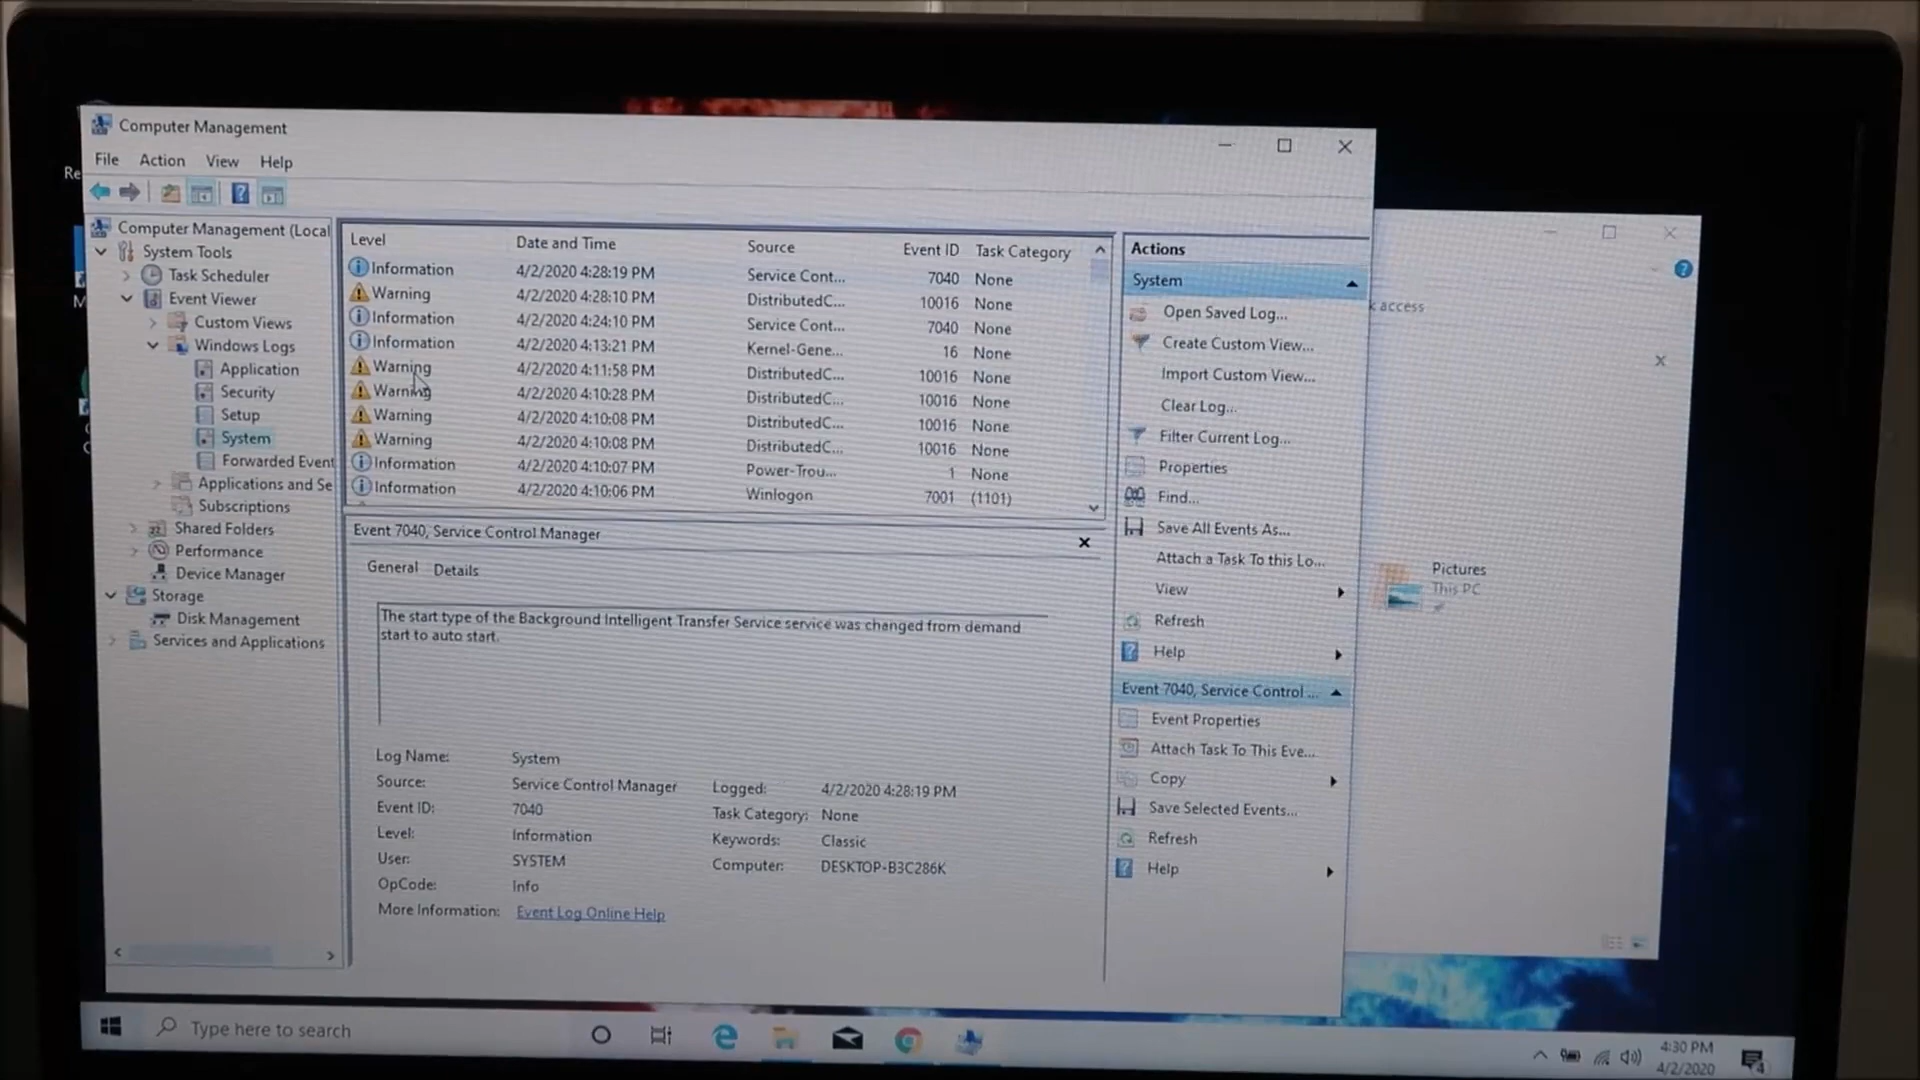 Computer Management
File Action View Help
Re
Computer Management (Local
System Tools
Task Scheduler
Event Viewer
Custom Views
Windows Logs
Application
Security
Setup
System
Forwarded Event
Applications and Se
Subscriptions
Shared Folders
Performance
Device Manager
Storage
Disk Management
Services and Applications
Level Date and Time Source Event ID Task Category
Information 4/2/2020 4:28:19 PM Service Cont... 7040 None
Warning 4/2/2020 4:28:10 PM DistributedC... 10016 None
Information 4/2/2020 4:24:10 PM Service Cont... 7040 None
Information 4/2/2020 4:13:21 PM Kernel-Gene... 16 None
Warning 4/2/2020 4:11:58 PM DistributedC... 10016 None
Warning 4/2/2020 4:10:28 PM DistributedC... 10016 None
Warning 4/2/2020 4:10:08 PM DistributedC... 10016 None
Warning 4/2/2020 4:10:08 PM DistributedC... 10016 None
Information 4/2/2020 4:10:07 PM Power-Trou... 1 None
Information 4/2/2020 4:10:06 PM Winlogon 7001 (1101)
Event 7040, Service Control Manager
General Details
The start type of the Background Intelligent Transfer Service service was changed from demand
start to auto start.
Log Name: System
Source: Service Control Manager Logged: 4/2/2020 4:28:19 PM
Event ID: 7040 Task Category: None
Level: Information Keywords: Classic
User: SYSTEM Computer: DESKTOP-B3C286K
OpCode: Info
More Information: Event Log Online Help
Actions
System
Open Saved Log...
Create Custom View...
Import Custom View...
Clear Log...
Filter Current Log...
Properties
Find...
Save All Events As...
Attach a Task To this Lo...
View
Refresh
Help
Event 7040, Service Control ...
Event Properties
Attach Task To This Eve...
Copy
Save Selected Events...
Refresh
Help
access
Pictures
This PC
Type here to search
4:30 PM
4/2/2020
4